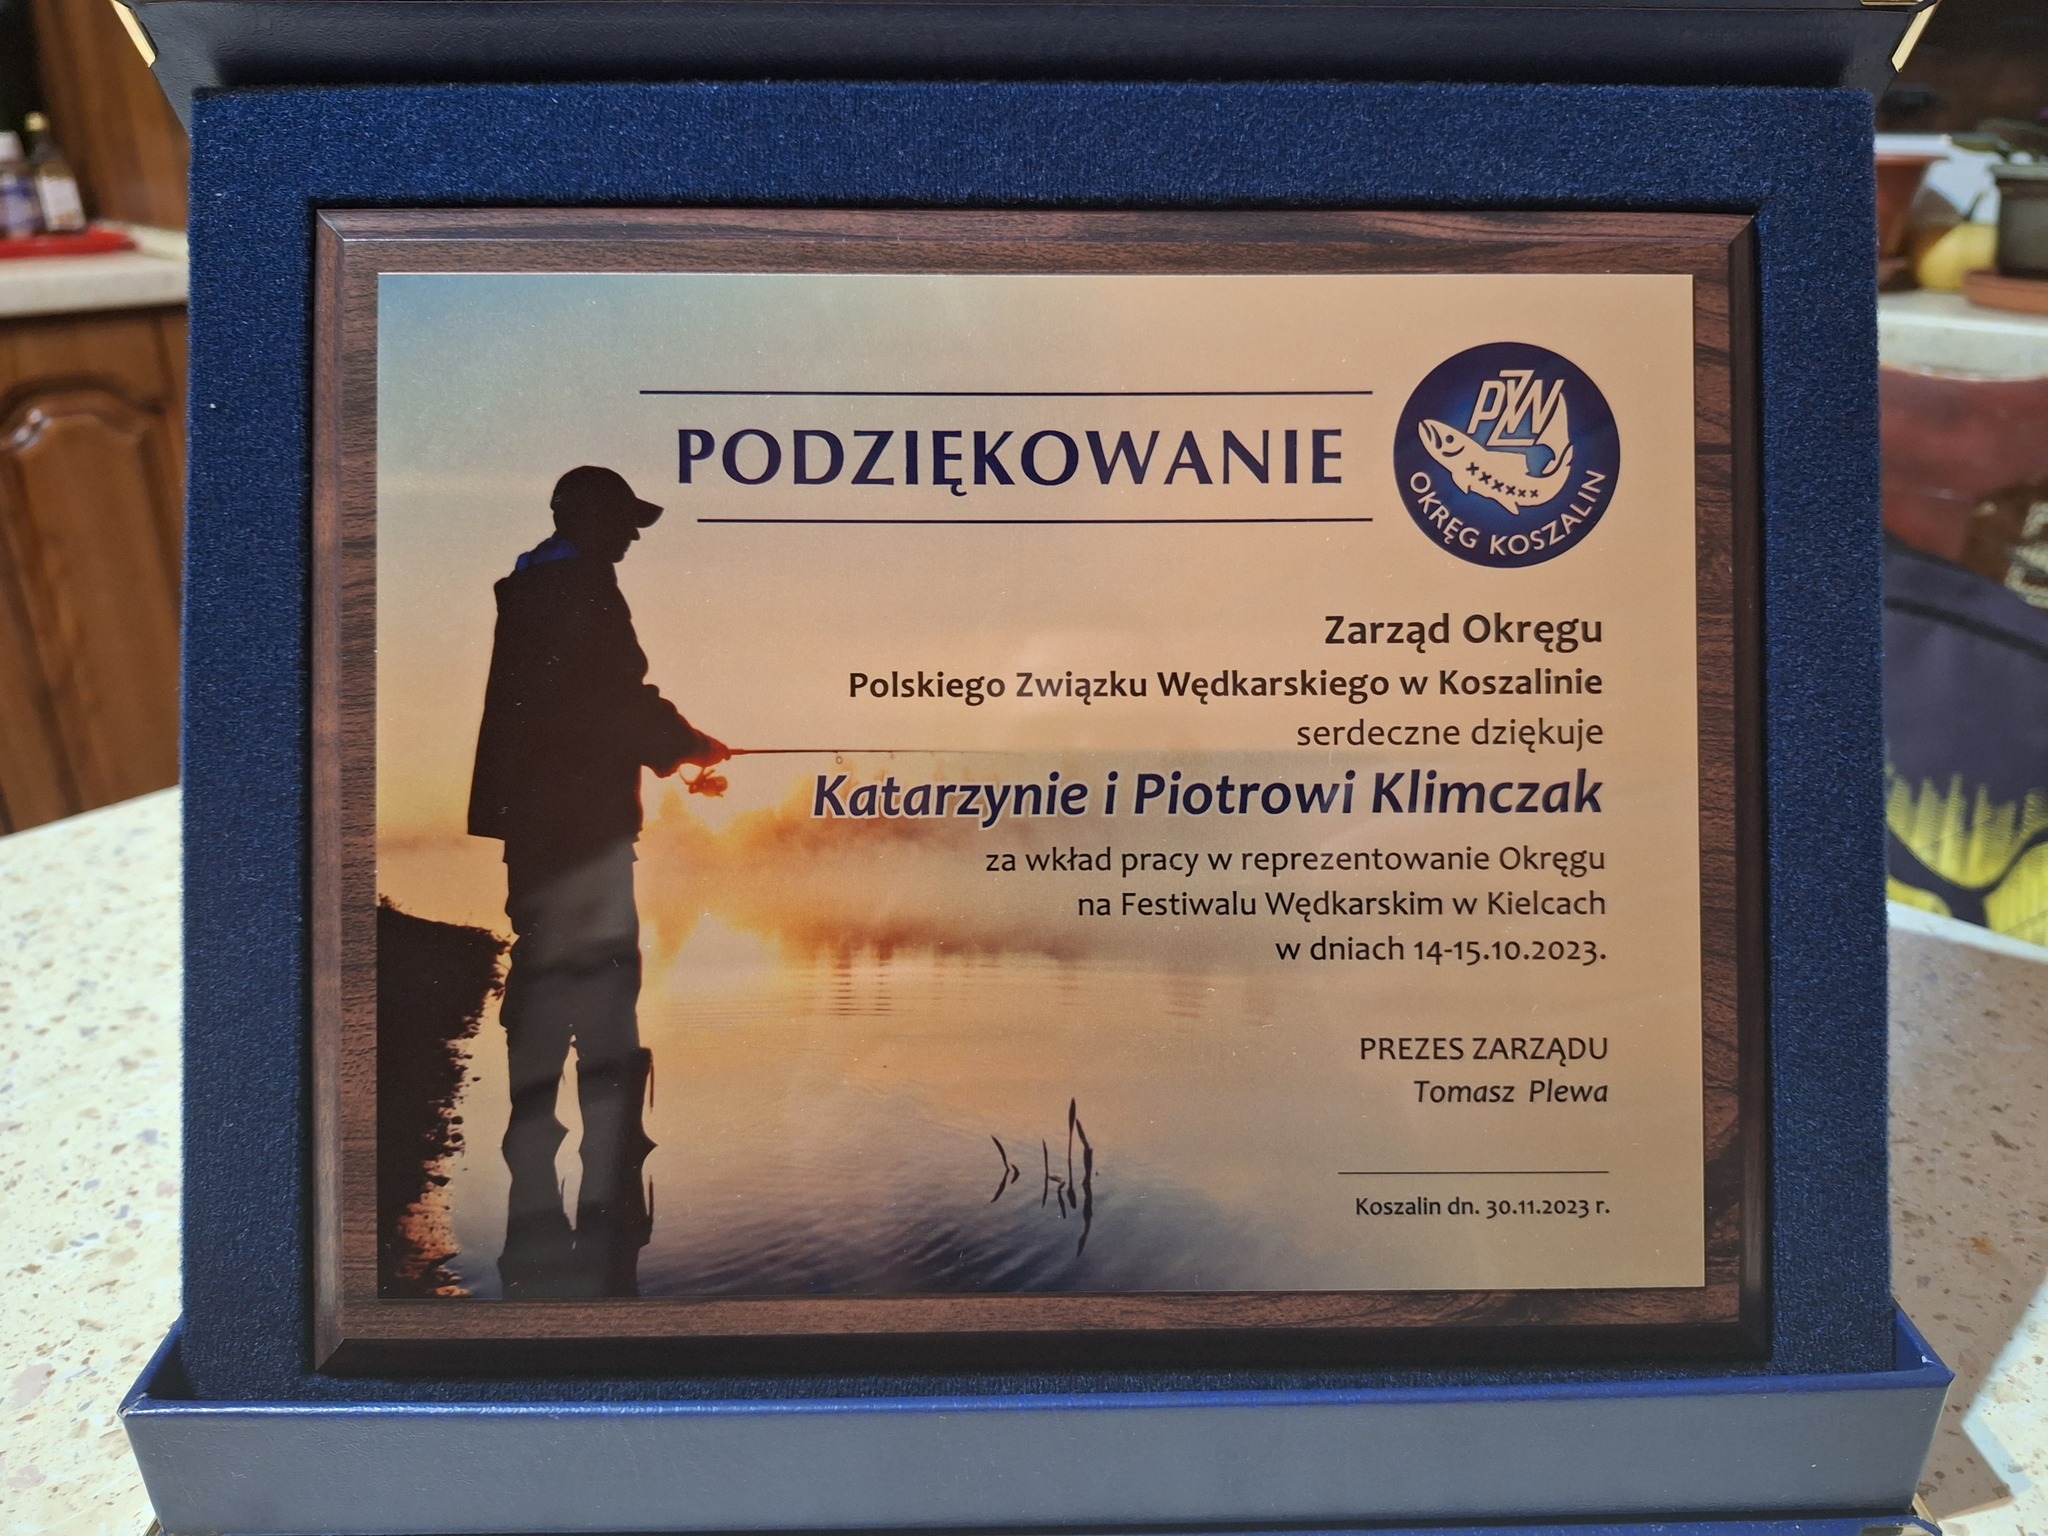 PODZIĘKOWANIE
PZW
OKRĘG KOSZALIN
Zarząd Okręgu
Polskiego Związku Wędkarskiego w Koszalinie
serdeczne dziękuje
Katarzynie i Piotrowi Klimczak
za wkład pracy w reprezentowanie Okręgu
na Festiwalu Wędkarskim w Kielcach
w dniach 14-15.10.2023.
PREZES ZARZĄDU
Tomasz Plewa
Koszalin dn. 30.11.2023 r.